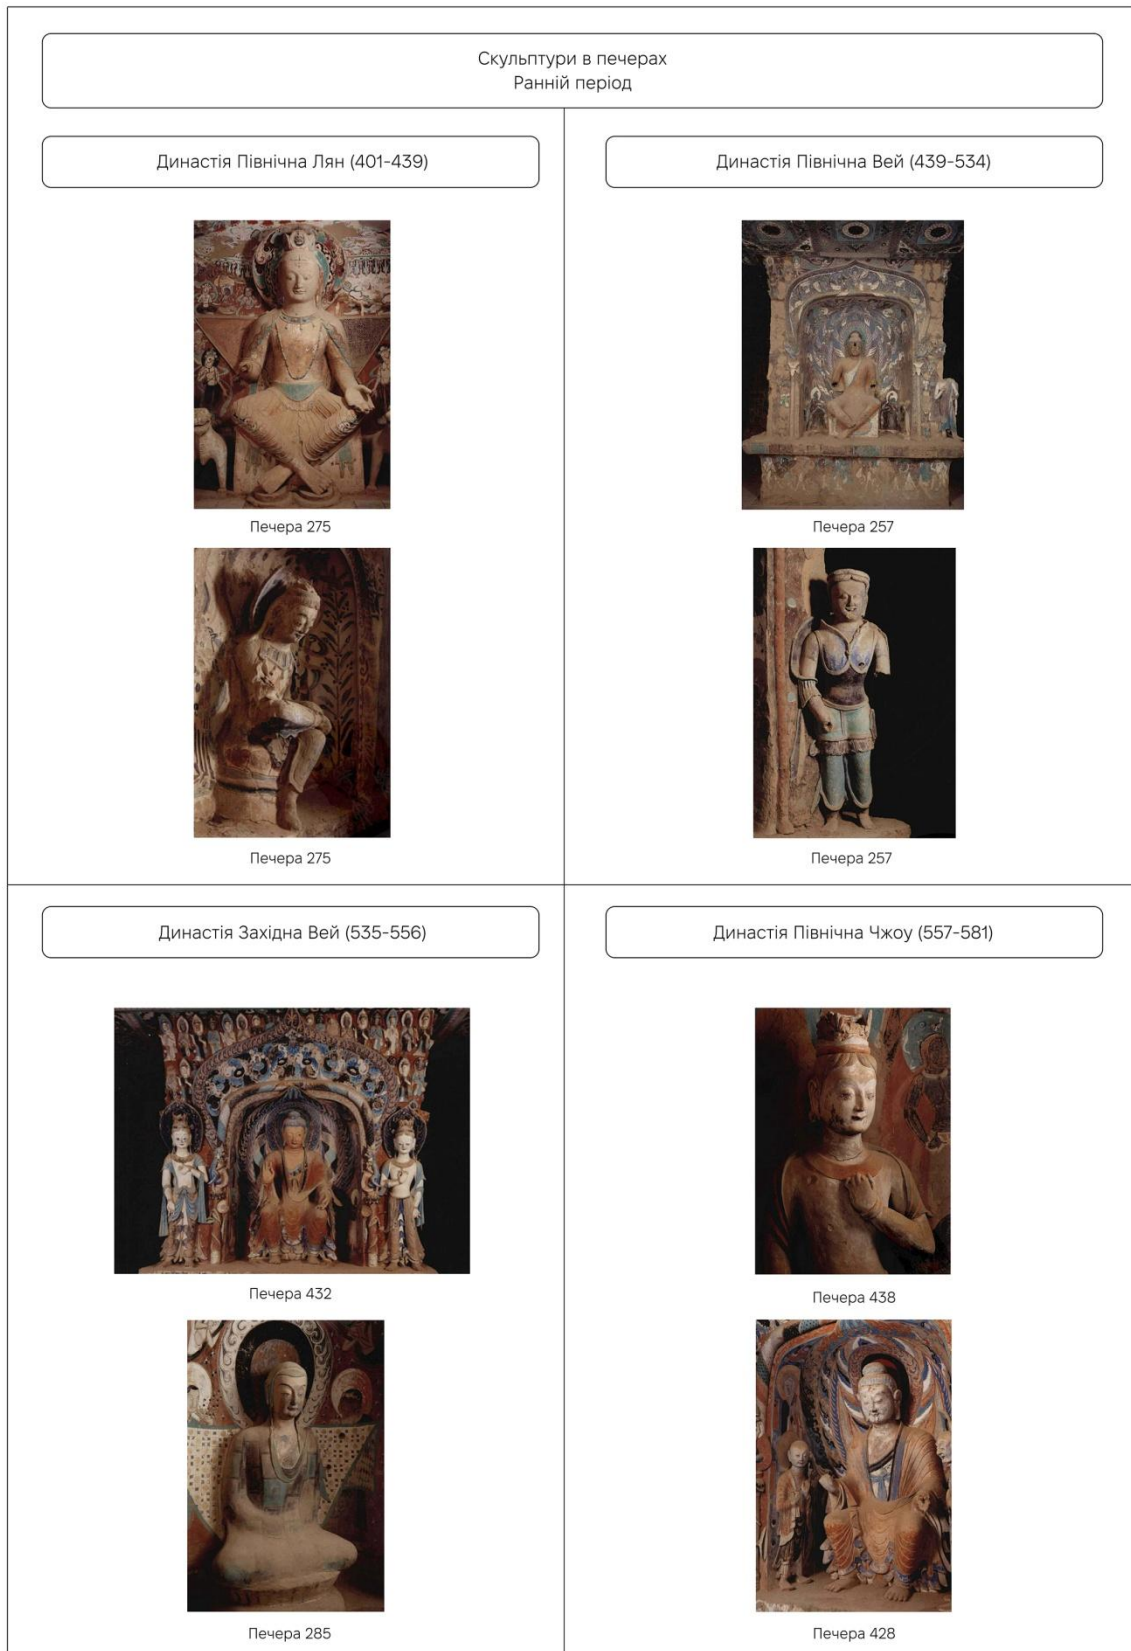 Скульптури в печерах
Ранній період
Династія Північна Лян (401-439)
Династія Північна Вей (439-534)
Печера 275
Печера 257
Печера 275
Печера 257
Династія Західна Вей (535-556)
Династія Північна Чжоу (557-581)
Печера 432
Печера 438
Печера 285
Печера 428